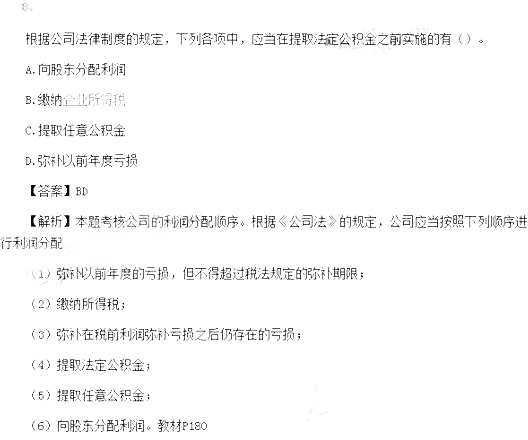 8、
根据公司法律制度的规定，下列各项中，应当在提取法定公积金之前实施的有（）。
A.向股东分配利润
B.缴纳企业所得税
C.提取任意公积金
D.弥补以前年度亏损
【答案】BD
【解析】本题考核公司的利润分配顺序。根据《公司法》的规定，公司应当按照下列顺序进
行利润分配
（1）弥补以前年度的亏损，但不得超过税法规定的弥补期限；
（2）缴纳所得税；
（3）弥补在税前利润弥补亏损之后仍存在的亏损；
（4）提取法定公积金；
（5）提取任意公积金；
（6）向股东分配利润。教材P180